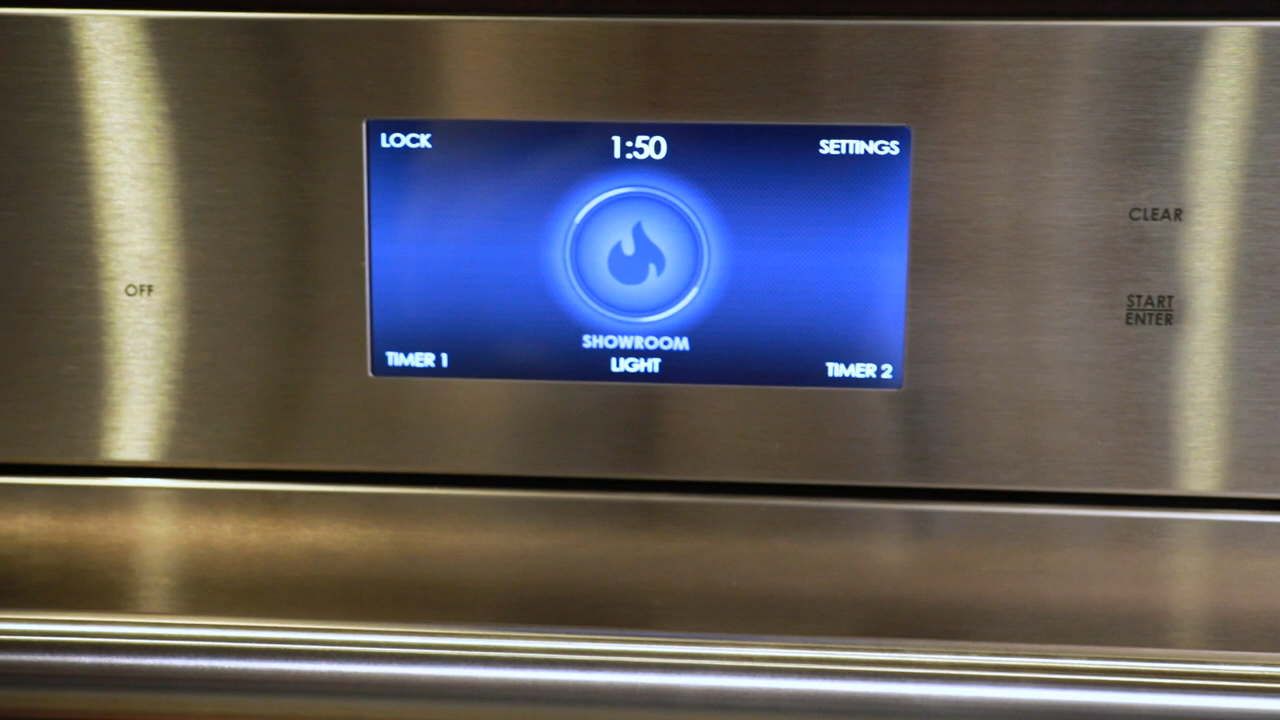 LOCK
1:50
SETTINGS
CLEAR
OFF
START
ENTER
SHOWROOM
TIMER 1
LIGHT
TIMER 2